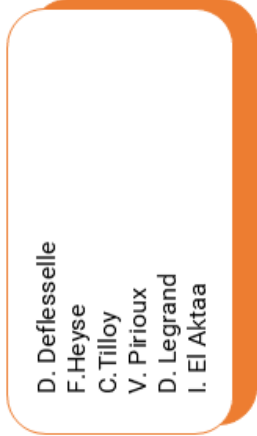 D. Deflesselle
F.Heyse
C.Tilloy
V. Pirioux
D. Legrand
I. El Aktaa